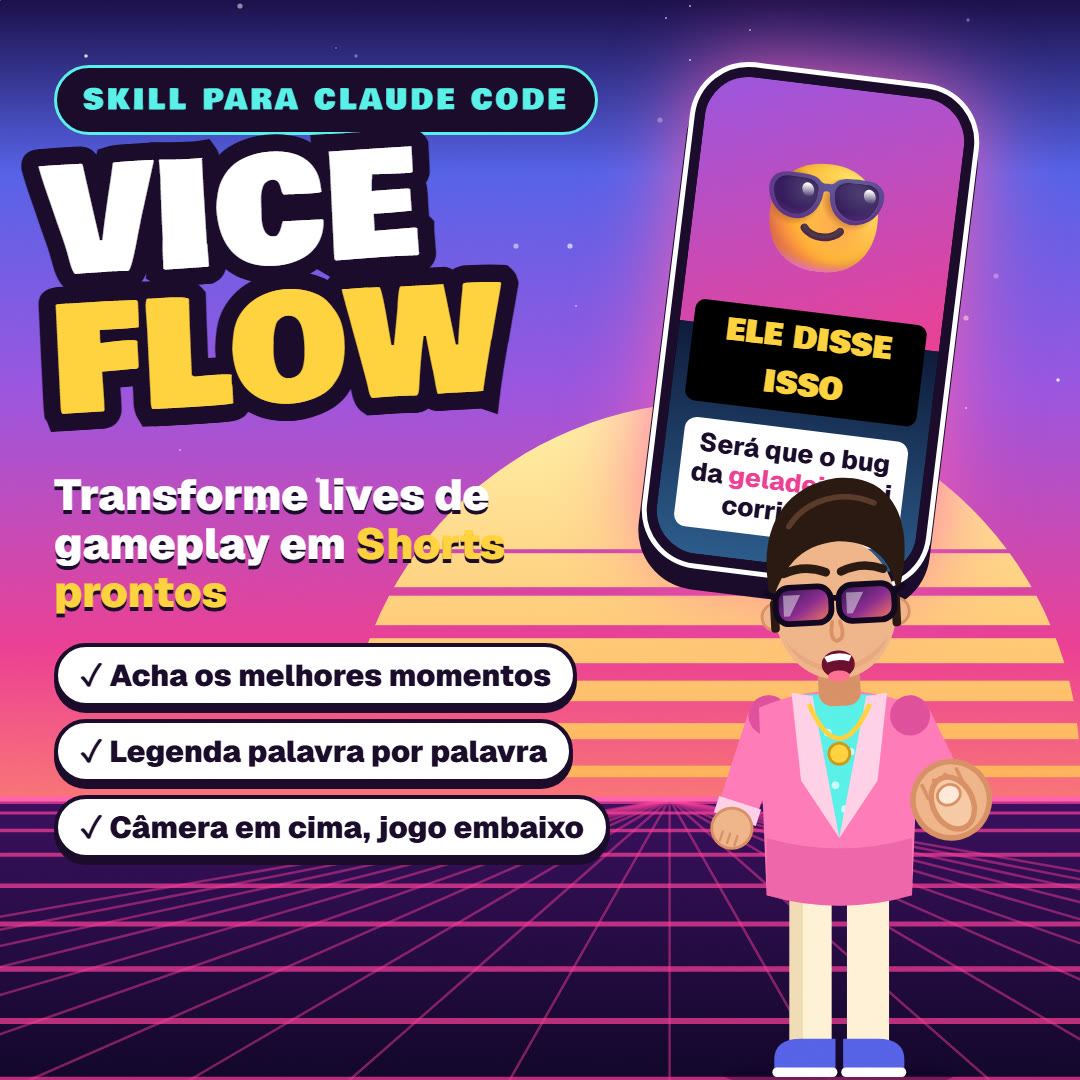 SKILL PARA CLAUDE CODE
VICE
FLOW
Transforme lives de
gameplay em Shorts
prontos
✓ Acha os melhores momentos
✓ Legenda palavra por palavra
✓ Câmera em cima, jogo embaixo
ELE DISSE
ISSO
Será que o bug
da